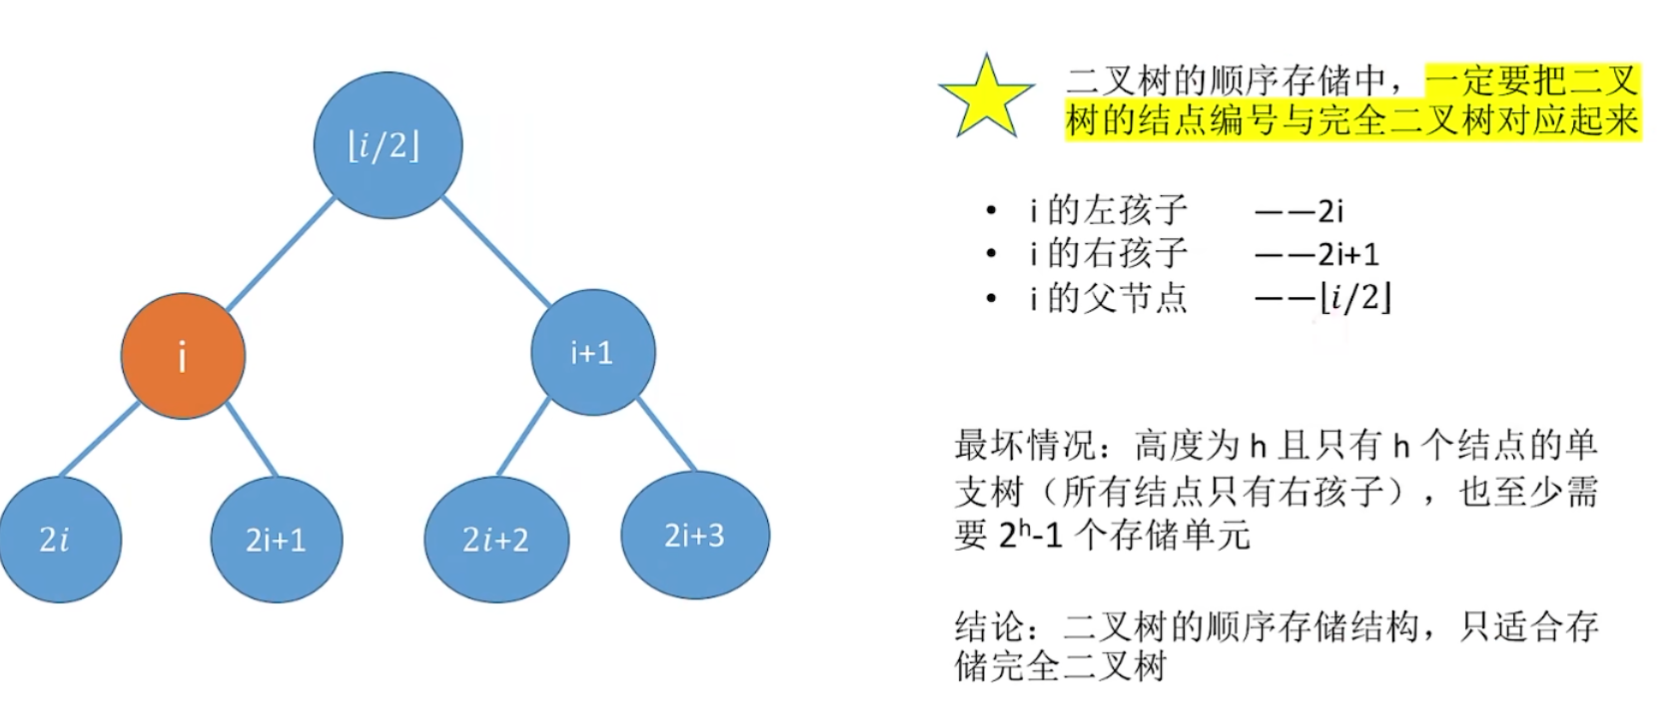 ⌊i/2⌋
i
i+1
2i
2i+1
2i+2
2i+3
二叉树的顺序存储中，一定要把二叉
树的结点编号与完全二叉树对应起来
• i 的左孩子 ——2i
• i 的右孩子 ——2i+1
• i 的父节点 ——⌊i/2⌋
最坏情况：高度为 h 且只有 h 个结点的单
支树（所有结点只有右孩子），也至少需
要 2ʰ-1 个存储单元
结论：二叉树的顺序存储结构，只适合存
储完全二叉树